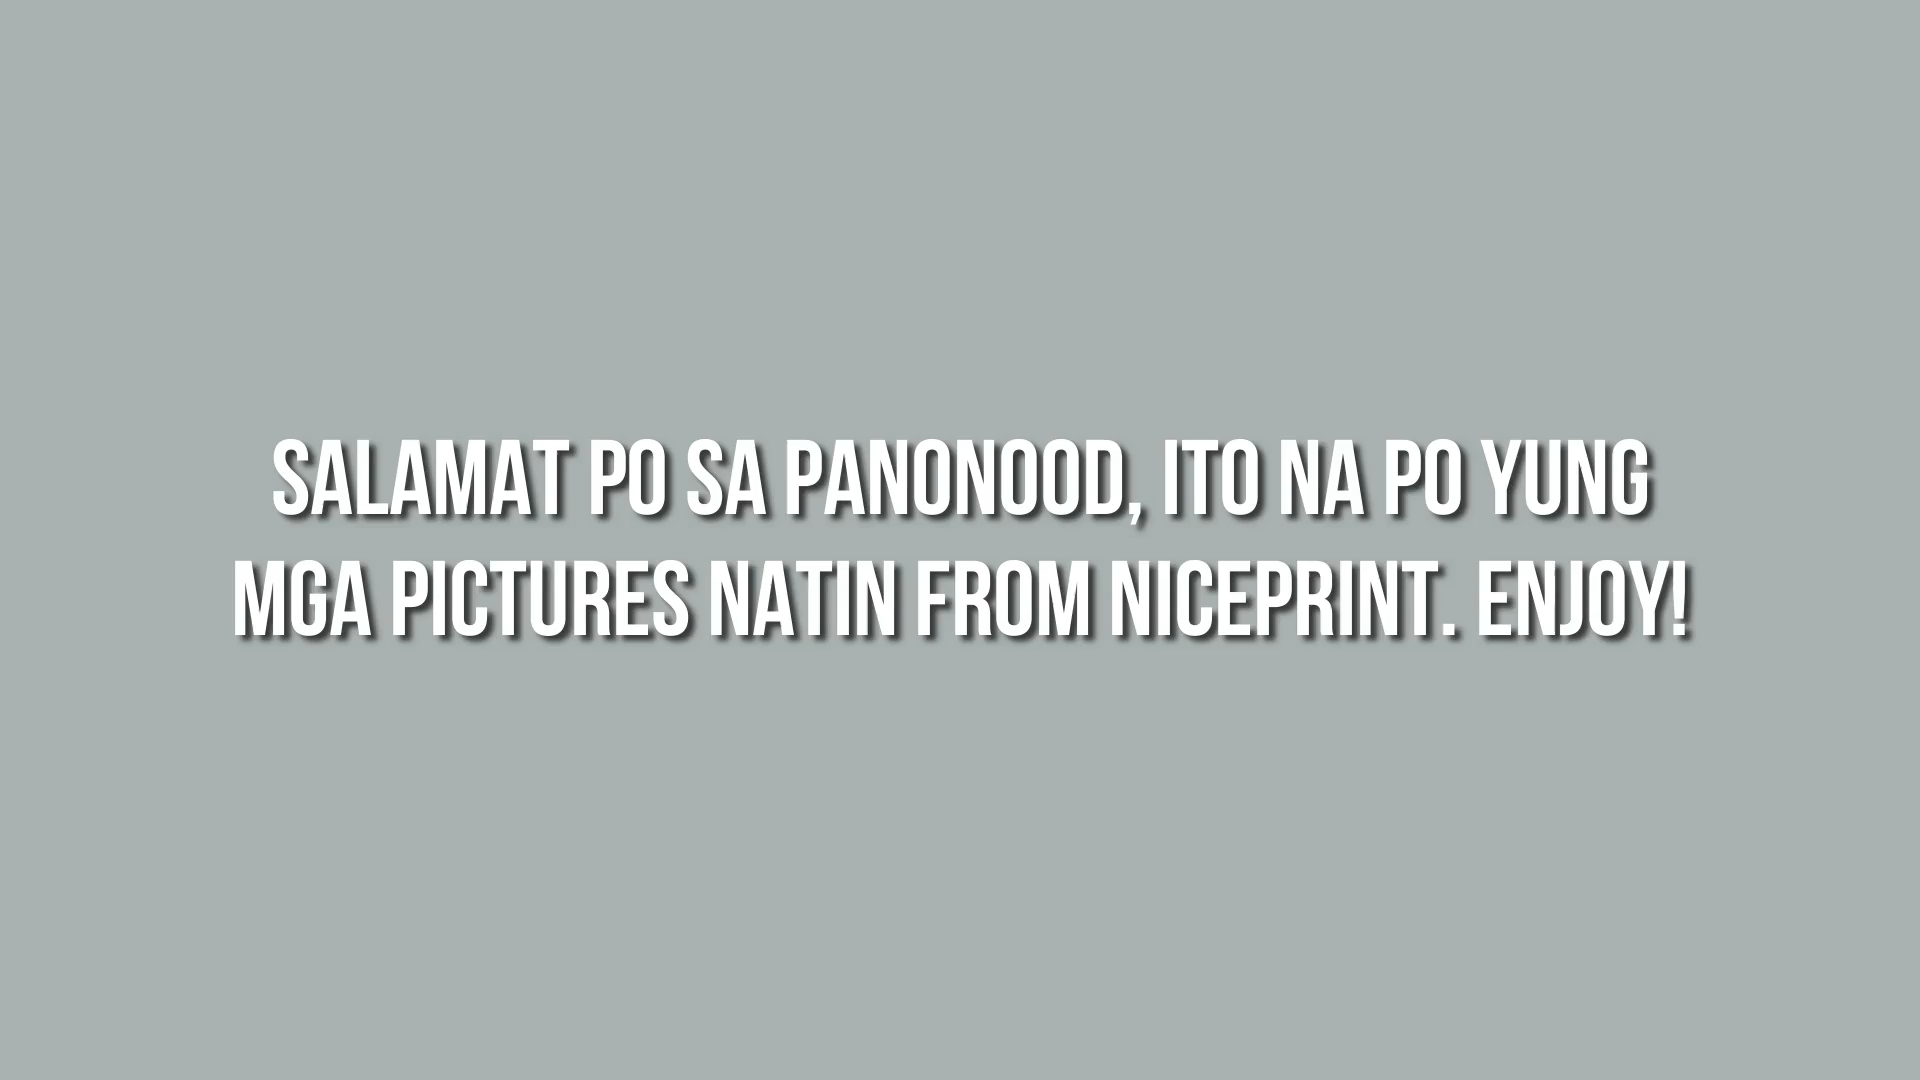 SALAMAT PO SA PANONOOD, ITO NA PO YUNG
MGA PICTURES NATIN FROM NICEPRINT. ENJOY!